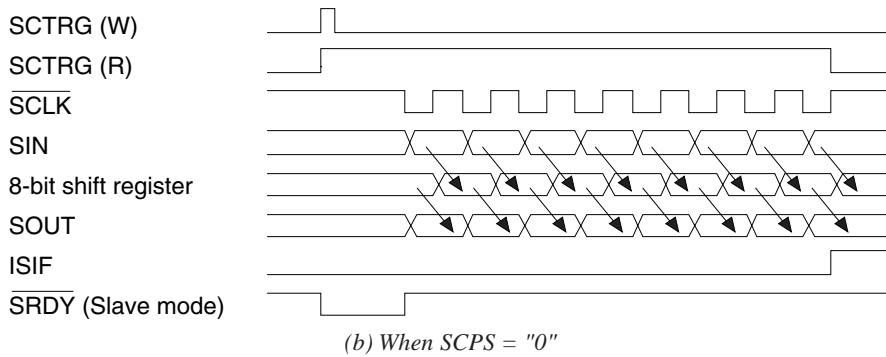 SCTRG (W)
SCTRG (R)
SCLK
SIN
8-bit shift register
SOUT
ISIF
SRDY (Slave mode)
(b) When SCPS = "0"